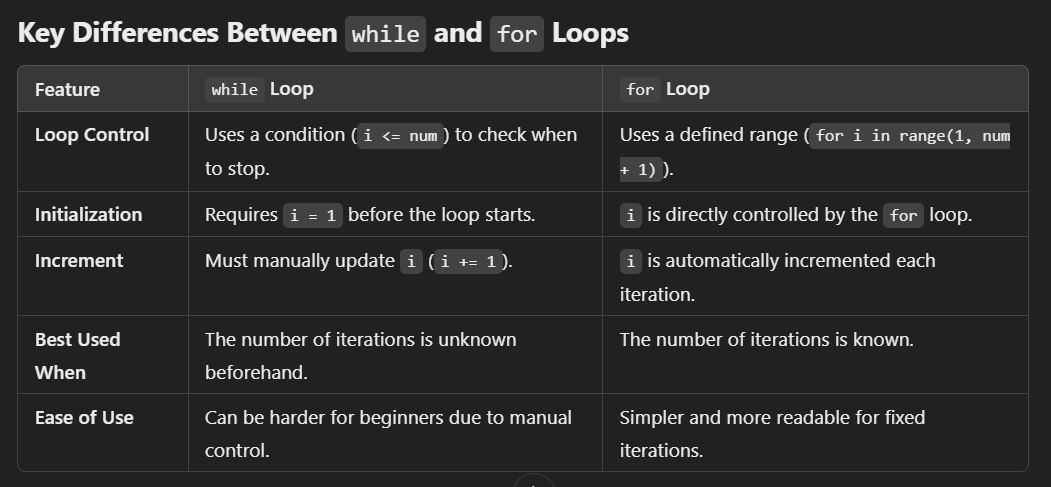 Key Differences Between while and for Loops
Feature
while Loop
for Loop
Loop Control
Uses a condition ( i <= num ) to check when
to stop.
Uses a defined range ( for i in range(1, num
+ 1) ).
Initialization
Requires i = 1 before the loop starts.
i is directly controlled by the for loop.
Increment
Must manually update i ( i += 1 ).
i is automatically incremented each
iteration.
Best Used
When
The number of iterations is unknown
beforehand.
The number of iterations is known.
Ease of Use
Can be harder for beginners due to manual
control.
Simpler and more readable for fixed
iterations.